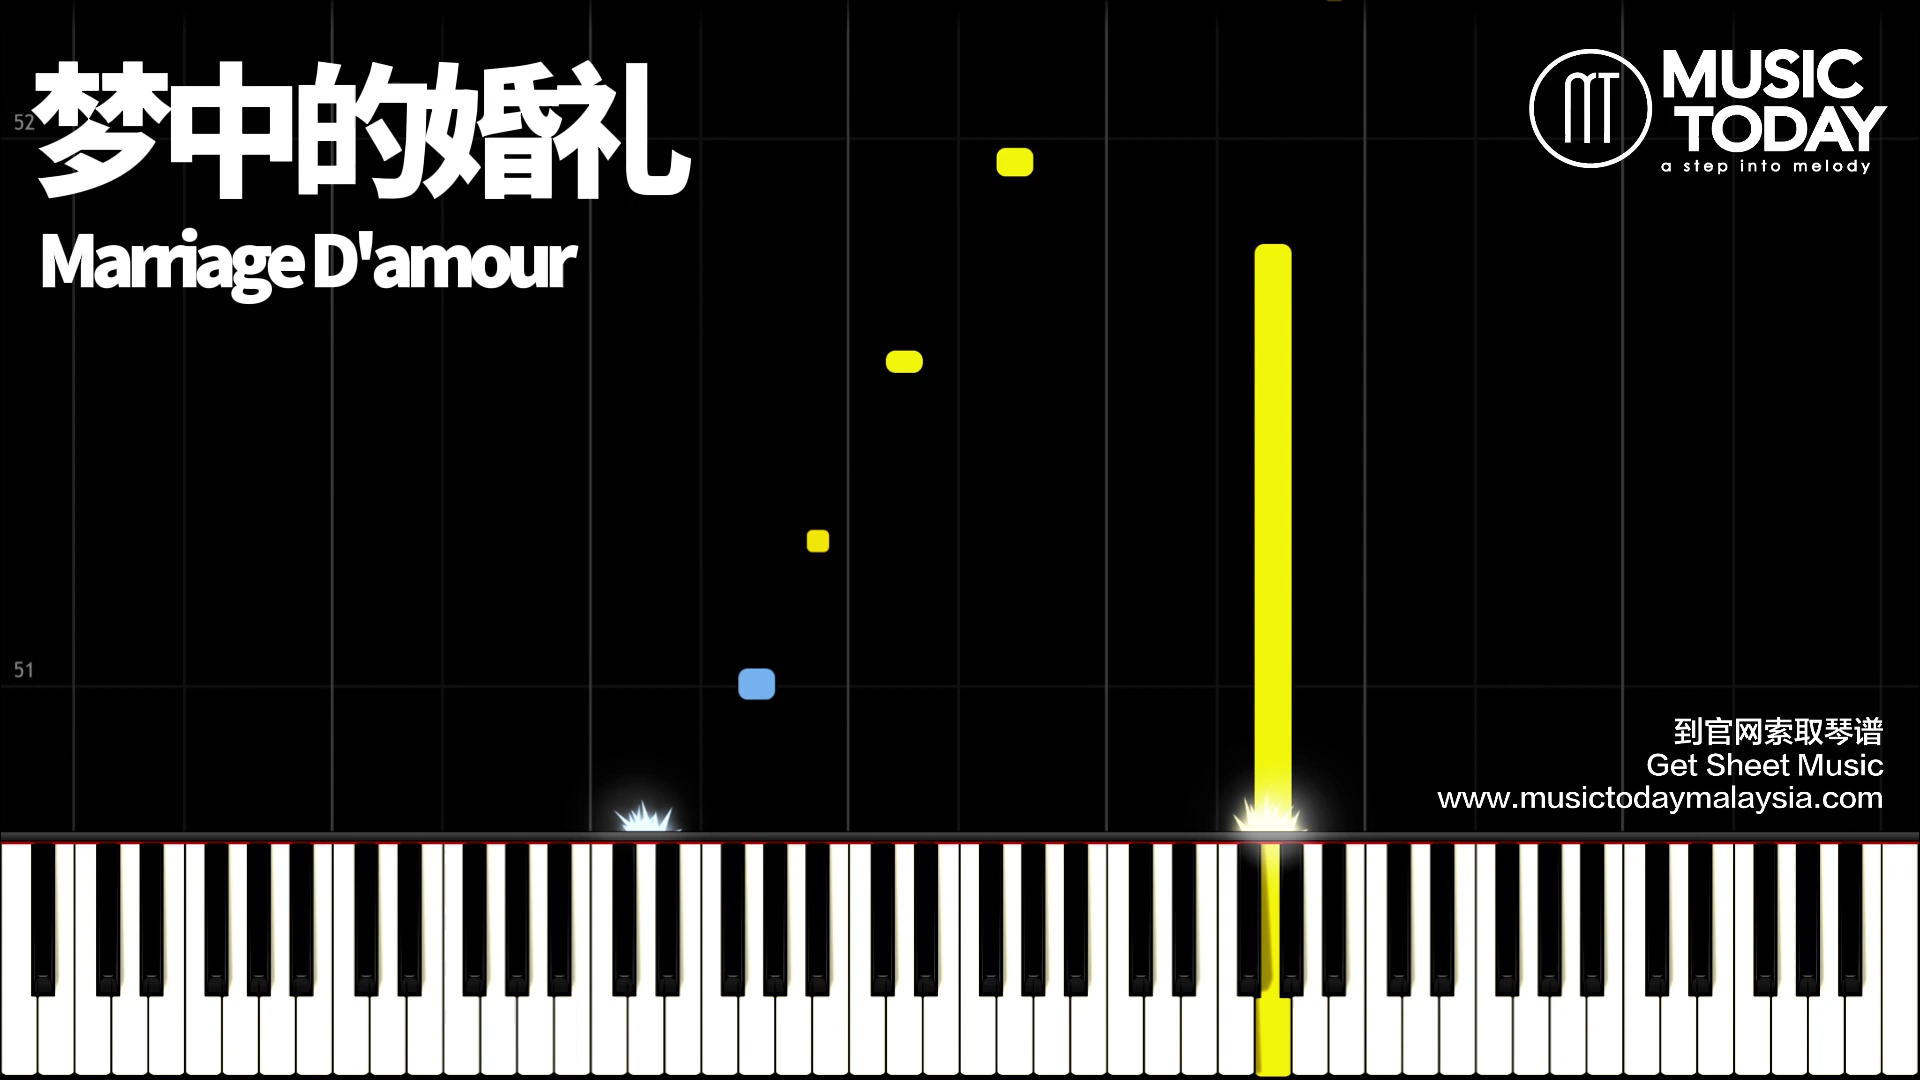 梦中的婚礼
Marriage D'amour
MT
MUSIC
TODAY
a step into melody
52
51
到官网索取琴谱
Get Sheet Music
www.musictodaymalaysia.com